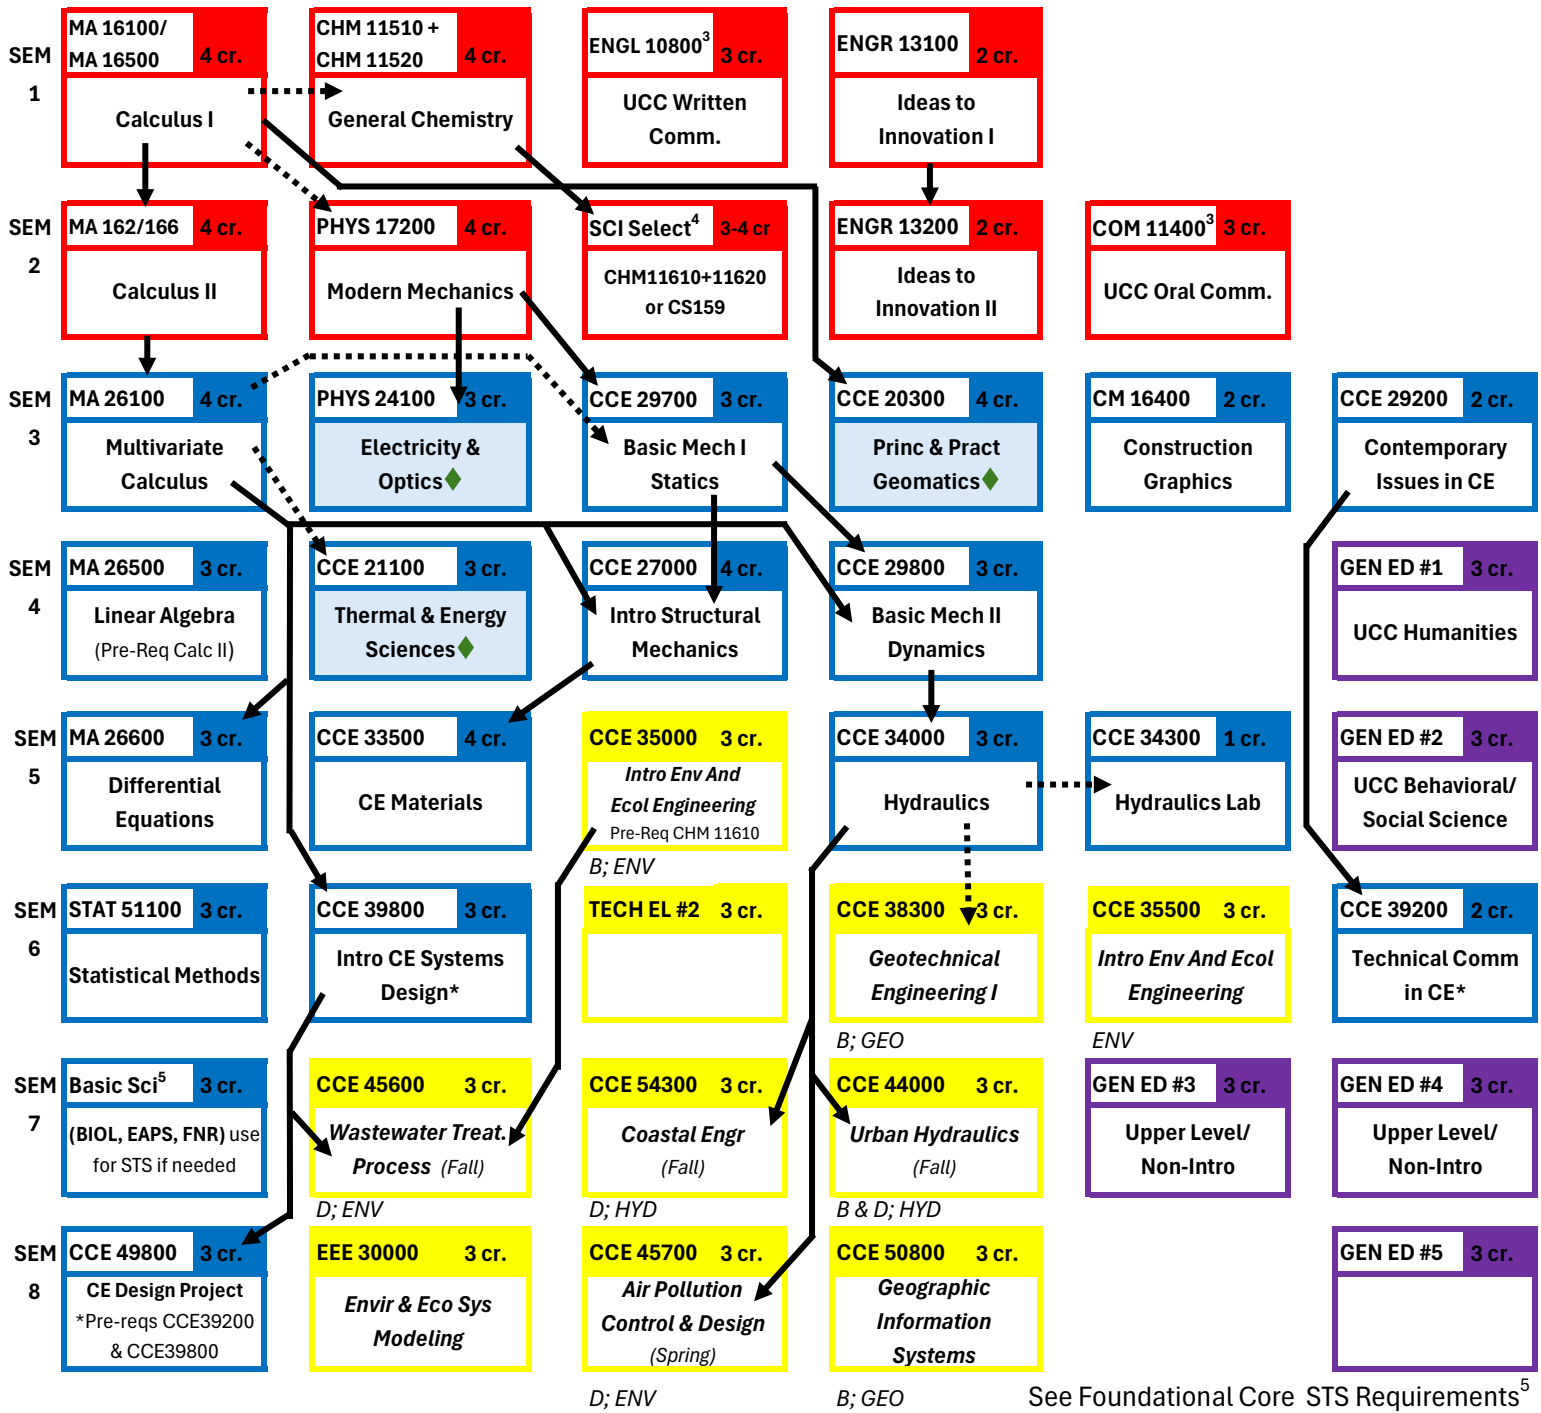 SEM
1
MA 16100/
MA 16500
4 cr.
Calculus I
CHM 11510 +
CHM 11520
4 cr.
General Chemistry
ENGL 10800³
3 cr.
UCC Written
Comm.
ENGR 13100
2 cr.
Ideas to
Innovation I
SEM
2
MA 162/166
4 cr.
Calculus II
PHYS 17200
4 cr.
Modern Mechanics
SCI Select⁴
3-4 cr
CHM11610+11620
or CS159
ENGR 13200
2 cr.
Ideas to
Innovation II
COM 11400³
3 cr.
UCC Oral Comm.
SEM
3
MA 26100
4 cr.
Multivariate
Calculus
PHYS 24100
3 cr.
Electricity &
Optics♦
CCE 29700
3 cr.
Basic Mech I
Statics
CCE 20300
4 cr.
Princ & Pract
Geomatics♦
CM 16400
2 cr.
Construction
Graphics
CCE 29200
2 cr.
Contemporary
Issues in CE
SEM
4
MA 26500
3 cr.
Linear Algebra
(Pre-Req Calc II)
CCE 21100
3 cr.
Thermal & Energy
Sciences♦
CCE 27000
4 cr.
Intro Structural
Mechanics
CCE 29800
3 cr.
Basic Mech II
Dynamics
GEN ED #1
3 cr.
UCC Humanities
SEM
5
MA 26600
3 cr.
Differential
Equations
CCE 33500
4 cr.
CE Materials
CCE 35000
3 cr.
Intro Env And
Ecol Engineering
Pre-Req CHM 11610
B; ENV
CCE 34000
3 cr.
Hydraulics
CCE 34300
1 cr.
Hydraulics Lab
GEN ED #2
3 cr.
UCC Behavioral/
Social Science
SEM
6
STAT 51100
3 cr.
Statistical Methods
CCE 39800
3 cr.
Intro CE Systems
Design*
TECH EL #2
3 cr.
CCE 38300
3 cr.
Geotechnical
Engineering I
B; GEO
CCE 35500
3 cr.
Intro Env And Ecol
Engineering
ENV
CCE 39200
2 cr.
Technical Comm
in CE*
SEM
7
Basic Sci⁵
3 cr.
(BIOL, EAPS, FNR) use
for STS if needed
CCE 45600
3 cr.
Wastewater Treat.
Process (Fall)
D; ENV
CCE 54300
3 cr.
Coastal Engr
(Fall)
D; HYD
CCE 44000
3 cr.
Urban Hydraulics
(Fall)
B & D; HYD
GEN ED #3
3 cr.
Upper Level/
Non-Intro
GEN ED #4
3 cr.
Upper Level/
Non-Intro
SEM
8
CCE 49800
3 cr.
CE Design Project
*Pre-reqs CCE39200
& CCE39800
EEE 30000
3 cr.
Envir & Eco Sys
Modeling
CCE 45700
3 cr.
Air Pollution
Control & Design
(Spring)
D; ENV
CCE 50800
3 cr.
Geographic
Information
Systems
B; GEO
GEN ED #5
3 cr.
See Foundational Core STS Requirements⁵